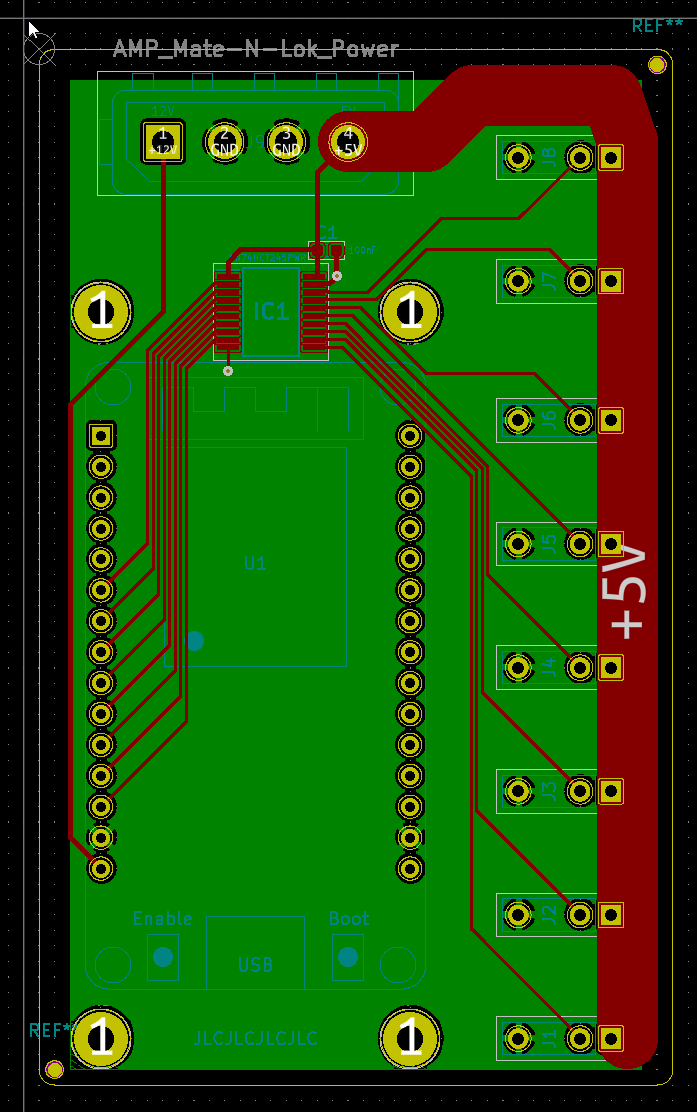 REF**
AMP_Mate-N-Lok_Power
12V
5V
1
+12V
2
GND
3
GND
4
+5V
J8
C1
100nF
74AHCT245PWR
IC1
1
1
J7
J6
J5
U1
+5V
J4
J3
J2
Enable
Boot
USB
J1
REF**
1
1
JLCJLCJLCJLC